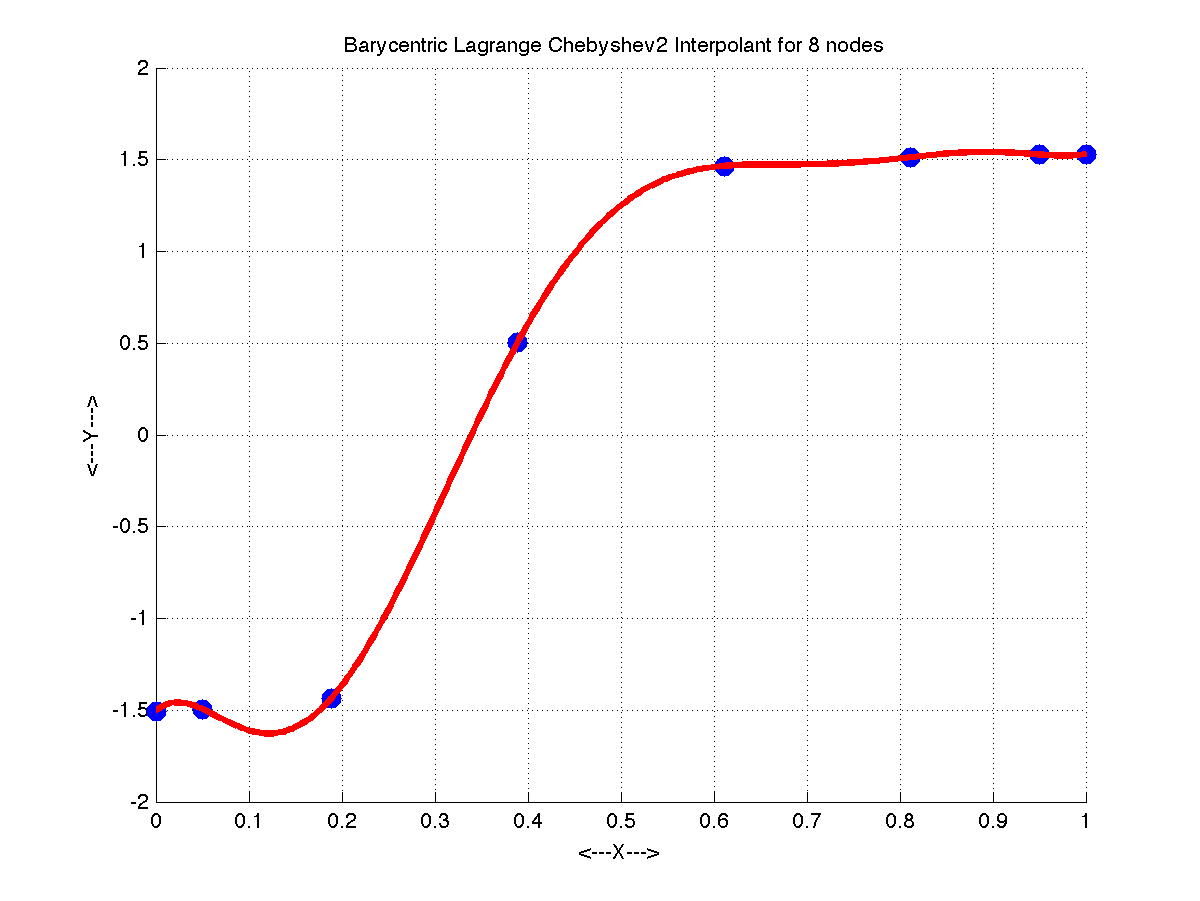 Barycentric Lagrange Chebyshev2 Interpolant for 8 nodes
2
1.5
1
0.5
0
-0.5
-1
-1.5
-2
<---Y--->
0 0.1 0.2 0.3 0.4 0.5 0.6 0.7 0.8 0.9 1
<---X--->